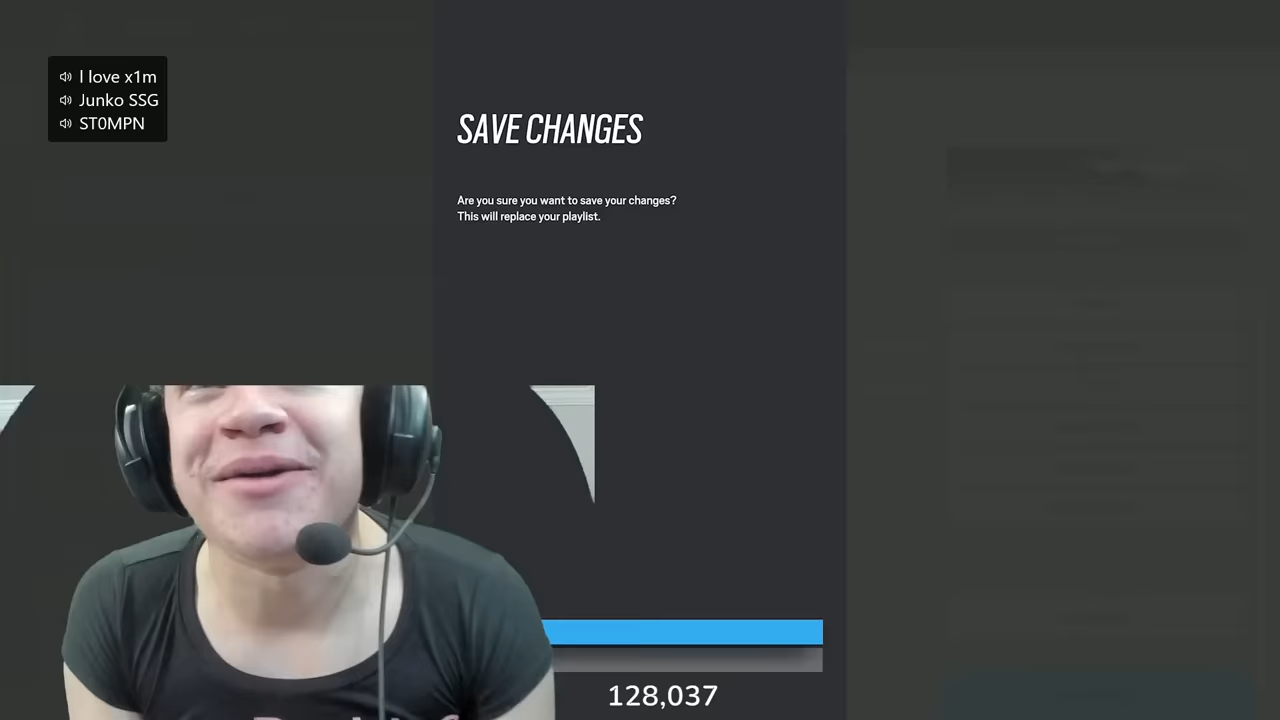 I love x1m
Junko SSG
ST0MPN
SAVE CHANGES
Are you sure you want to save your changes?
This will replace your playlist.
128,037